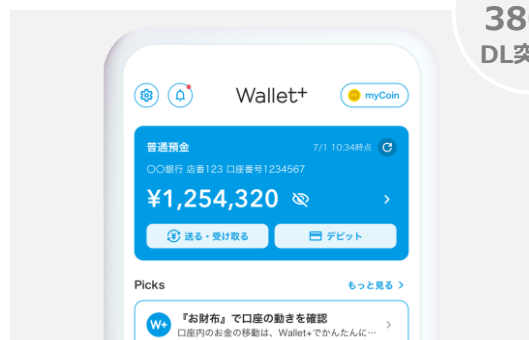 38
DL突
Wallet+
myCoin
普通預金
7/1 10:34時点
〇〇銀行 店番123 口座番号1234567
¥1,254,320
送る・受け取る
デビット
Picks
もっと見る
W+
『お財布』で口座の動きを確認
口座内のお金の移動は、Wallet+でかんたんに…